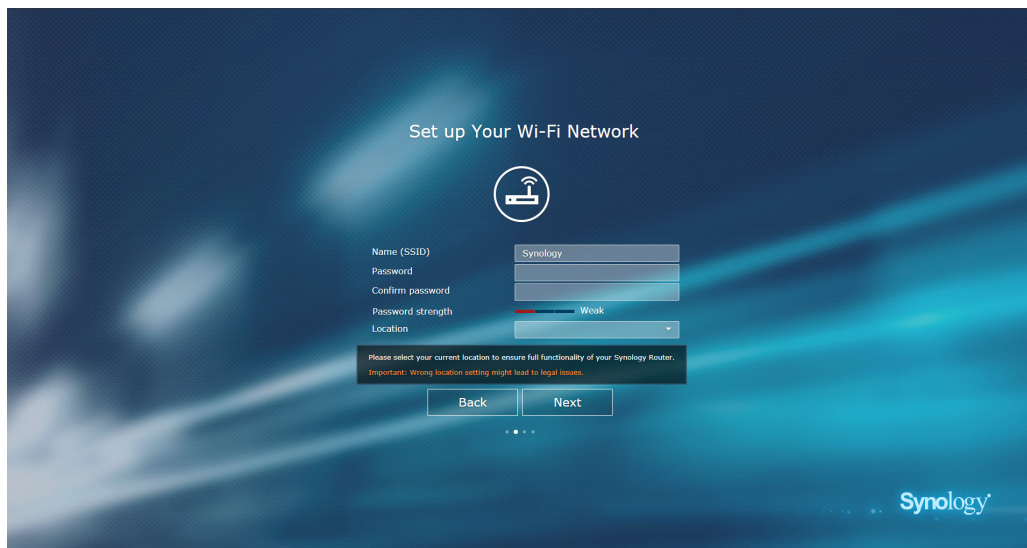 Set up Your Wi-Fi Network
Name (SSID)
Synology
Password
Confirm password
Password strength
Weak
Location
Please select your current location to ensure full functionality of your Synology Router.
Important: Wrong location setting might lead to legal issues.
Back
Next
Synology